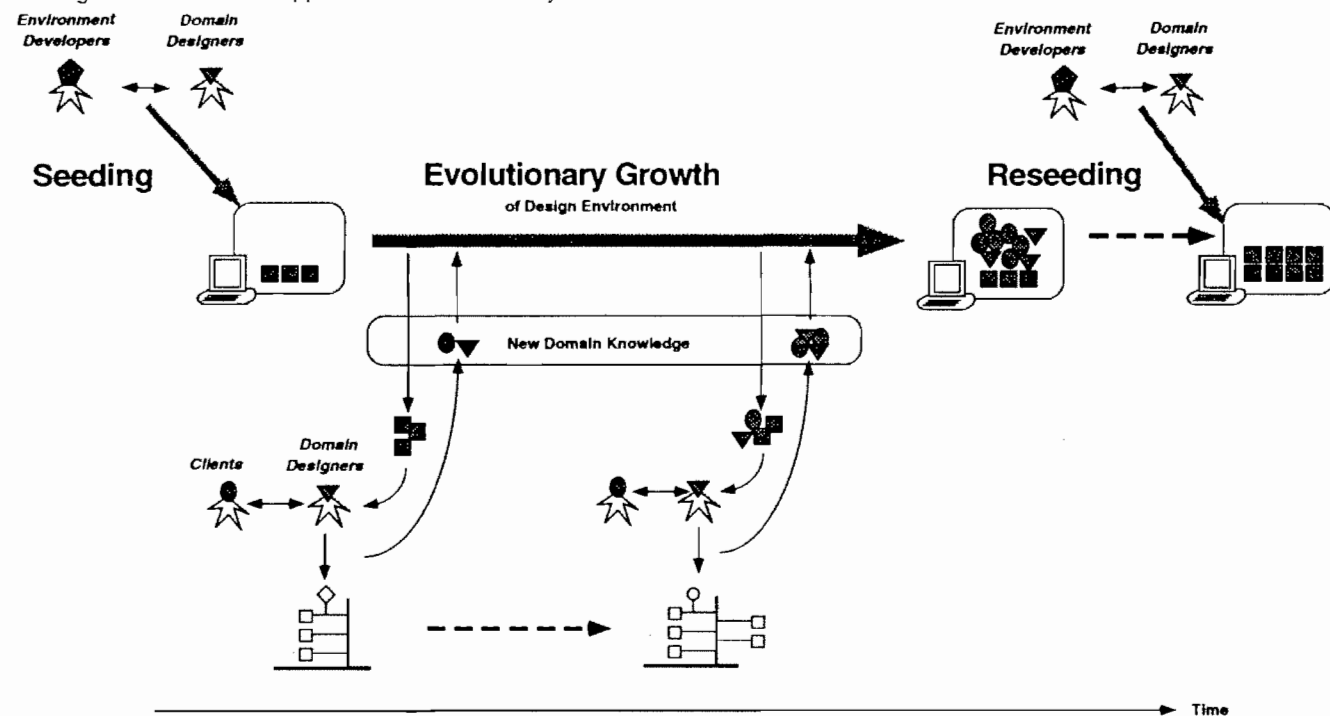 Environment
Developers
Domain
Designers
Environment
Developers
Domain
Designers
Seeding
Evolutionary Growth
of Design Environment
Reseeding
New Domain Knowledge
Clients
Domain
Designers
Time